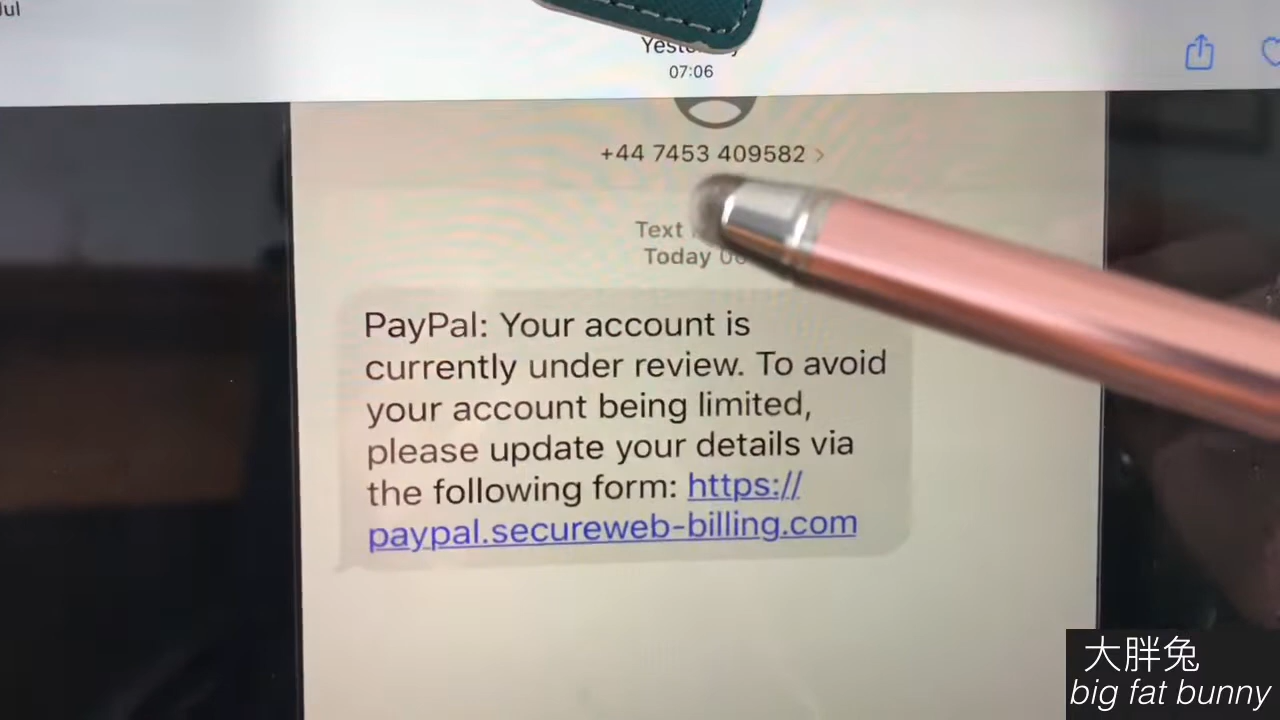 07:06
+44 7453 409582 >
Text
Today
PayPal: Your account is
currently under review. To avoid
your account being limited,
please update your details via
the following form: https://
paypal.secureweb-billing.com
大胖兔
big fat bunny